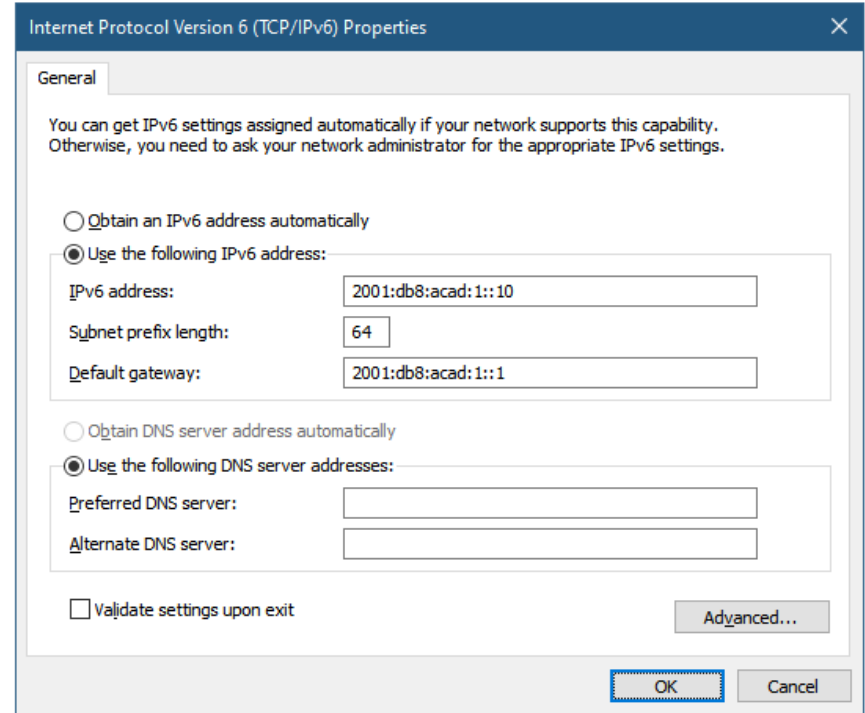 Internet Protocol Version 6 (TCP/IPv6) Properties
General
You can get IPv6 settings assigned automatically if your network supports this capability.
Otherwise, you need to ask your network administrator for the appropriate IPv6 settings.
Obtain an IPv6 address automatically
Use the following IPv6 address:
IPv6 address: 2001:db8:acad:1::10
Subnet prefix length: 64
Default gateway: 2001:db8:acad:1::1
Obtain DNS server address automatically
Use the following DNS server addresses:
Preferred DNS server:
Alternate DNS server:
Validate settings upon exit
Advanced...
OK Cancel